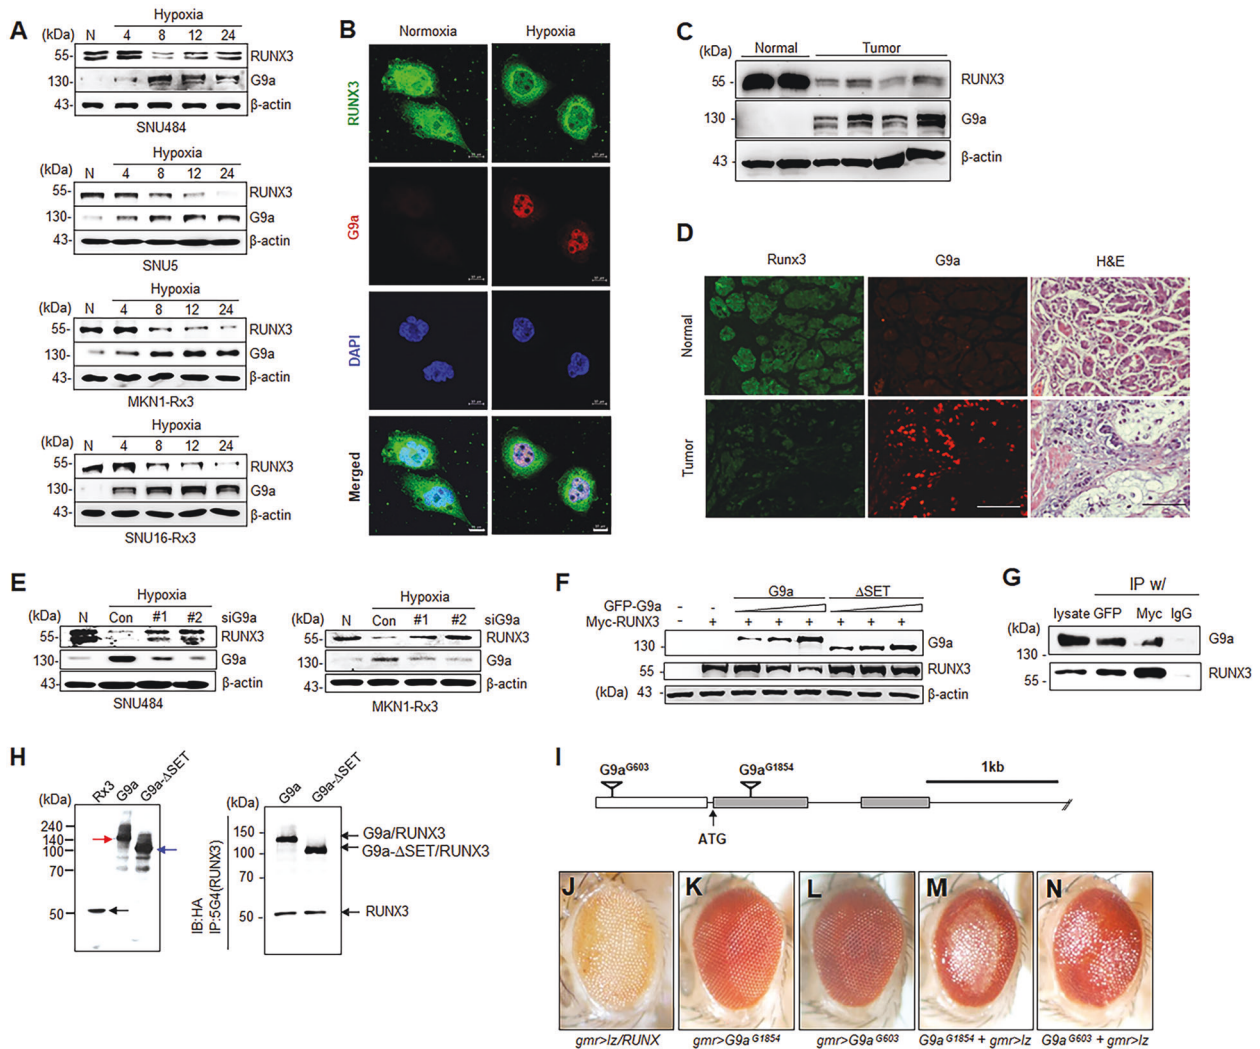 A
Hypoxia
(kDa) N 4 8 12 24
55- RUNX3
130- G9a
43- β-actin
SNU484
Hypoxia
(kDa) N 4 8 12 24
55- RUNX3
130- G9a
43- β-actin
SNU5
Hypoxia
(kDa) N 4 8 12 24
55- RUNX3
130- G9a
43- β-actin
MKN1-Rx3
Hypoxia
(kDa) N 4 8 12 24
55- RUNX3
130- G9a
43- β-actin
SNU16-Rx3
B
Normoxia Hypoxia
RUNX3
G9a
DAPI
Merged
C
(kDa) Normal Tumor
55 - RUNX3
130 - G9a
43 - β-actin
D
Runx3 G9a H&E
Normal
Tumor
E
Hypoxia
(kDa) N Con #1 #2 siG9a
55- RUNX3
130- G9a
43- β-actin
SNU484
Hypoxia
(kDa) N Con #1 #2 siG9a
55- RUNX3
130- G9a
43- β-actin
MKN1-Rx3
F
G9a ΔSET
GFP-G9a - -
Myc-RUNX3 - + + + + + + +
130 - G9a
55 - RUNX3
(kDa) 43 - β-actin
G
IP w/
lysate GFP Myc IgG
(kDa)
130 - G9a
55 - RUNX3
H
Rx3 G9a G9a-ΔSET
(kDa)
240
140
100
70
50
IB:HA
IP:5G4(RUNX3)
G9a G9a-ΔSET
(kDa)
150 -
100 -
70 -
50 -
G9a/RUNX3
G9a-ΔSET/RUNX3
RUNX3
I
G9aG603 G9aG1854 1kb
ATG
J K L M N
gmr>lz/RUNX gmr>G9a G1854 gmr>G9a G603 G9a G1854 + gmr>lz G9a G603 + gmr>lz